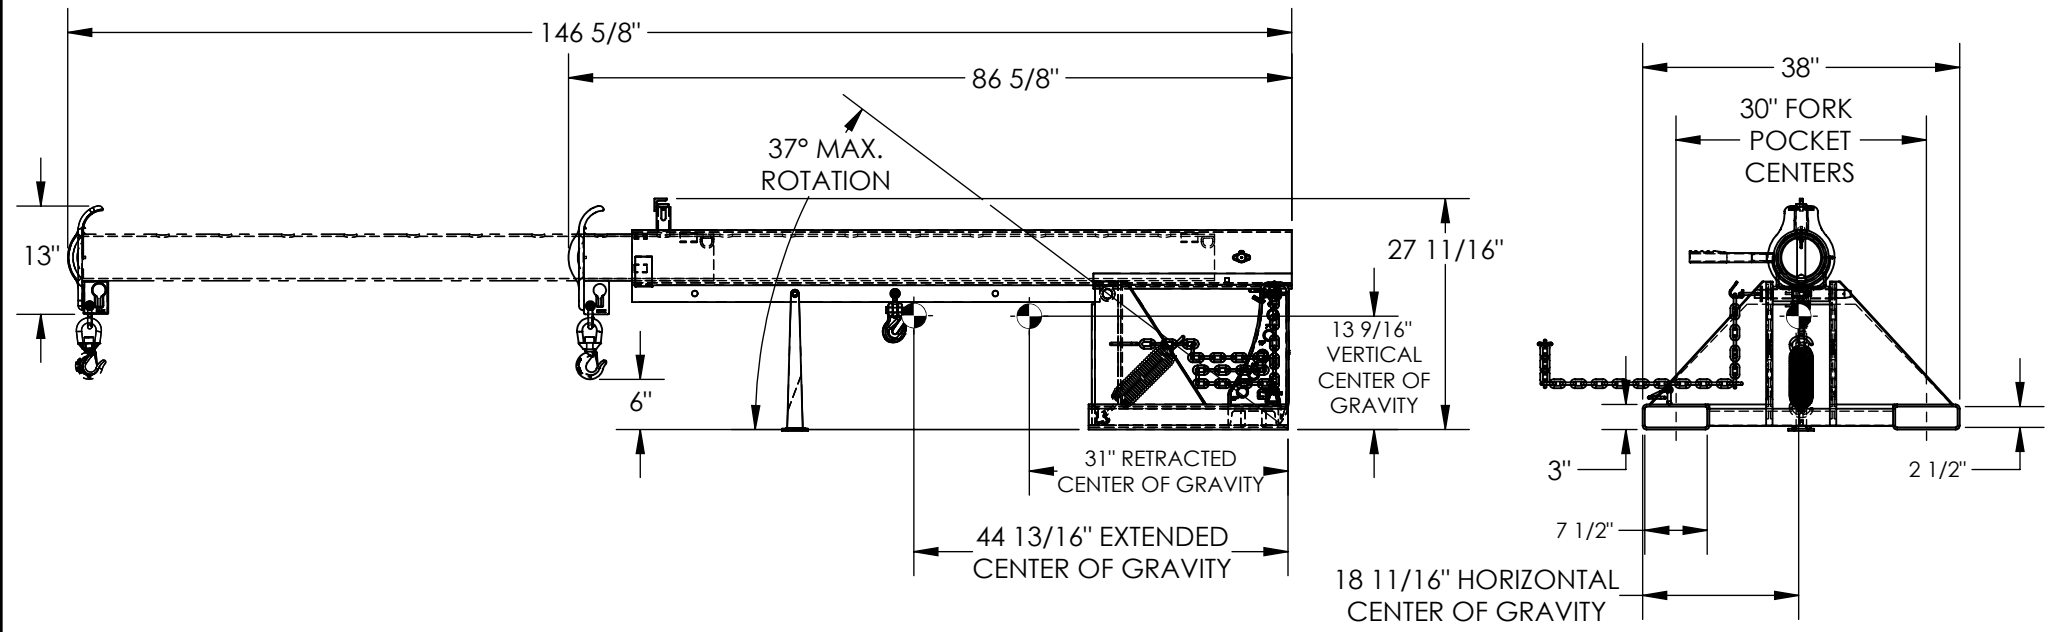 146 5/8"
86 5/8"
38"
30" FORK
POCKET
CENTERS
37° MAX.
ROTATION
13"
27 11/16"
6"
13 9/16"
VERTICAL
CENTER OF
GRAVITY
31" RETRACTED
CENTER OF GRAVITY
3"
2 1/2"
7 1/2"
44 13/16" EXTENDED
CENTER OF GRAVITY
18 11/16" HORIZONTAL
CENTER OF GRAVITY